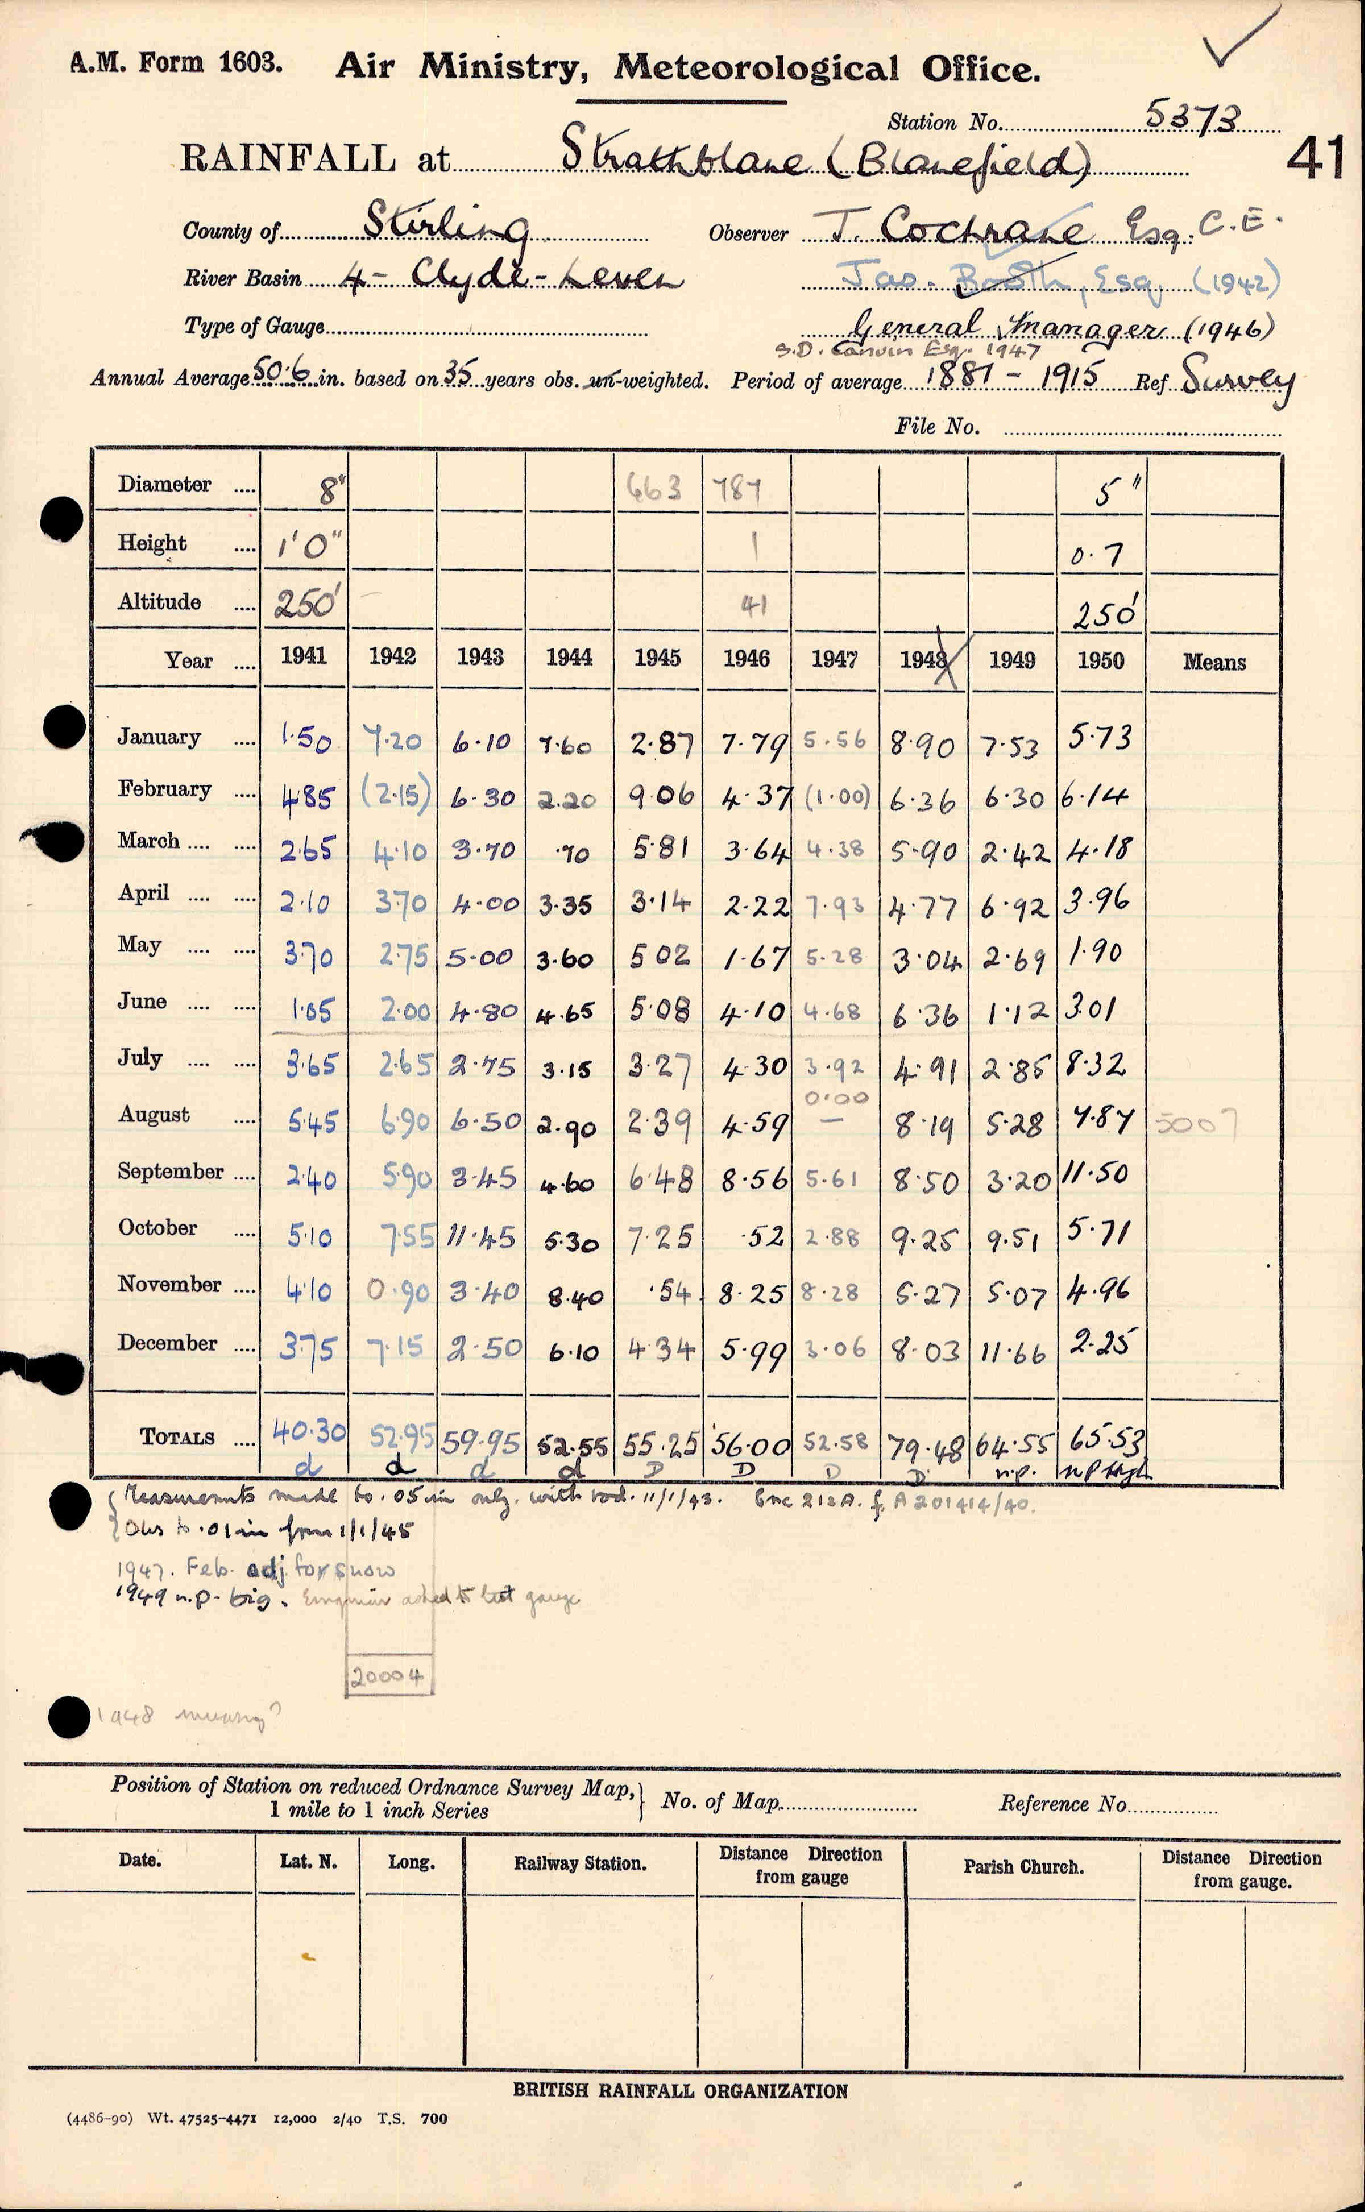 A.M. Form 1603. Air Ministry, Meteorological Office.
Station No. 5373
RAINFALL at Strathblane (Blanefield)
41
County of Stirling Observer J. Cochrane Esq. C.E.
River Basin 4 - Clyde - Leven Jas. Booth, Esq. (1942)
Type of Gauge General Manager (1946)
S.D. Canvin Esq. 1947
Annual Average 50.6 in. based on 35 years obs. un-weighted. Period of average 1881 - 1915 Ref Survey
File No.
Diameter .... 8" 663 787 5"
Height .... 1'0" 1 0.7
Altitude .... 250' 41 250'
Year .... 1941 1942 1943 1944 1945 1946 1947 1948 1949 1950 Means
January .... 1.50 7.20 6.10 7.60 2.87 7.79 5.56 8.90 7.53 5.73
February .... 4.85 (2.15) 6.30 2.20 9.06 4.37 (1.00) 6.36 6.30 6.14
March .... .... 2.65 4.10 3.70 .70 5.81 3.64 4.38 5.90 2.42 4.18
April .... .... 2.10 3.70 4.00 3.35 3.14 2.22 7.93 4.77 6.92 3.96
May .... .... 3.70 2.75 5.00 3.60 5.02 1.67 5.28 3.04 2.69 1.90
June .... .... 1.05 2.00 4.80 4.65 5.08 4.10 4.68 6.36 1.12 3.01
July .... .... 3.65 2.65 2.75 3.15 3.27 4.30 3.92 4.91 2.85 8.32
0.00
August .... 5.45 6.90 6.50 2.90 2.39 4.59 — 8.19 5.28 7.87 5007
September .... 2.40 5.90 3.45 4.60 6.48 8.56 5.61 8.50 3.20 11.50
October .... 5.10 7.55 11.45 5.30 7.25 .52 2.88 9.25 9.51 5.71
November .... 4.10 0.90 3.40 8.40 .54 8.25 8.28 5.27 5.07 4.96
December .... 3.75 7.15 2.50 6.10 4.34 5.99 3.06 8.03 11.66 2.25
TOTALS .... 40.30 52.95 59.95 52.55 55.25 56.00 52.58 79.48 64.55 65.53
d d d d D D D D n.p. n.p.
Measurements made to .05 in only. with rod. 11/1/43. Enc 212A. f. A201414/40.
Obs to .01 in from 1/1/45
1947. Feb. adj for snow
1949 n.p. big. asked to test gauge
20004
1948 missing?
Position of Station on reduced Ordnance Survey Map,
1 mile to 1 inch Series
No. of Map
Reference No
Date. Lat. N. Long. Railway Station. Distance Direction from gauge Parish Church. Distance Direction from gauge.
BRITISH RAINFALL ORGANIZATION
(4486-90) Wt. 47525-4471 12,000 2/40 T.S. 700